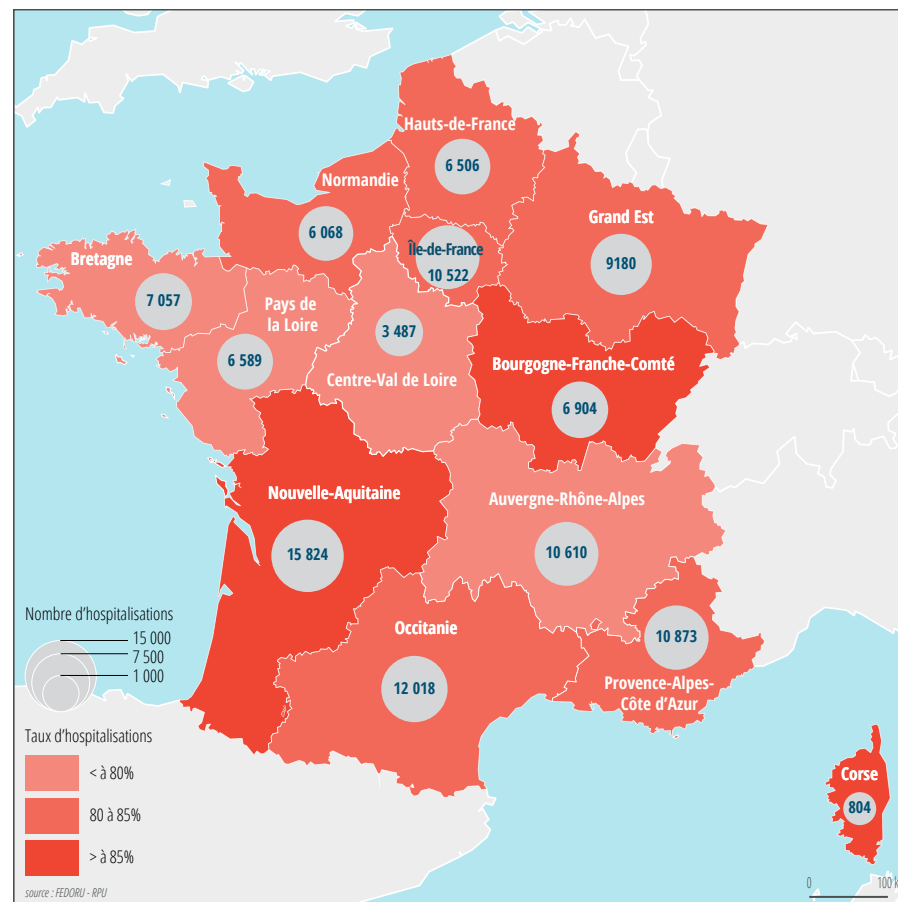 Hauts-de-France
6 506
Normandie
6 068
Grand Est
9180
Île-de-France
10 522
Bretagne
7 057
Pays de
la Loire
6 589
3 487
Centre-Val de Loire
Bourgogne-Franche-Comté
6 904
Nouvelle-Aquitaine
15 824
Auvergne-Rhône-Alpes
10 610
Occitanie
12 018
10 873
Provence-Alpes-
Côte d'Azur
Corse
804
Nombre d'hospitalisations
15 000
7 500
1 000
Taux d'hospitalisations
< à 80%
80 à 85%
> à 85%
source : FEDORU - RPU
0 100 k